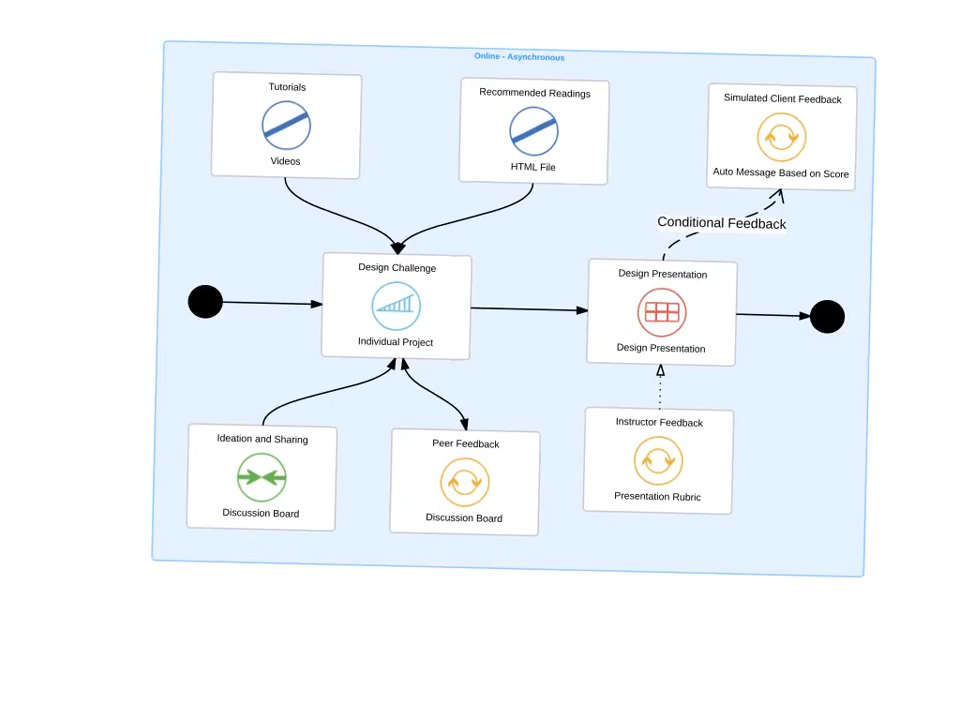 Online - Asynchronous
Tutorials
Videos
Recommended Readings
HTML File
Simulated Client Feedback
Auto Message Based on Score
Conditional Feedback
Design Challenge
Individual Project
Design Presentation
Design Presentation
Ideation and Sharing
Discussion Board
Peer Feedback
Discussion Board
Instructor Feedback
Presentation Rubric